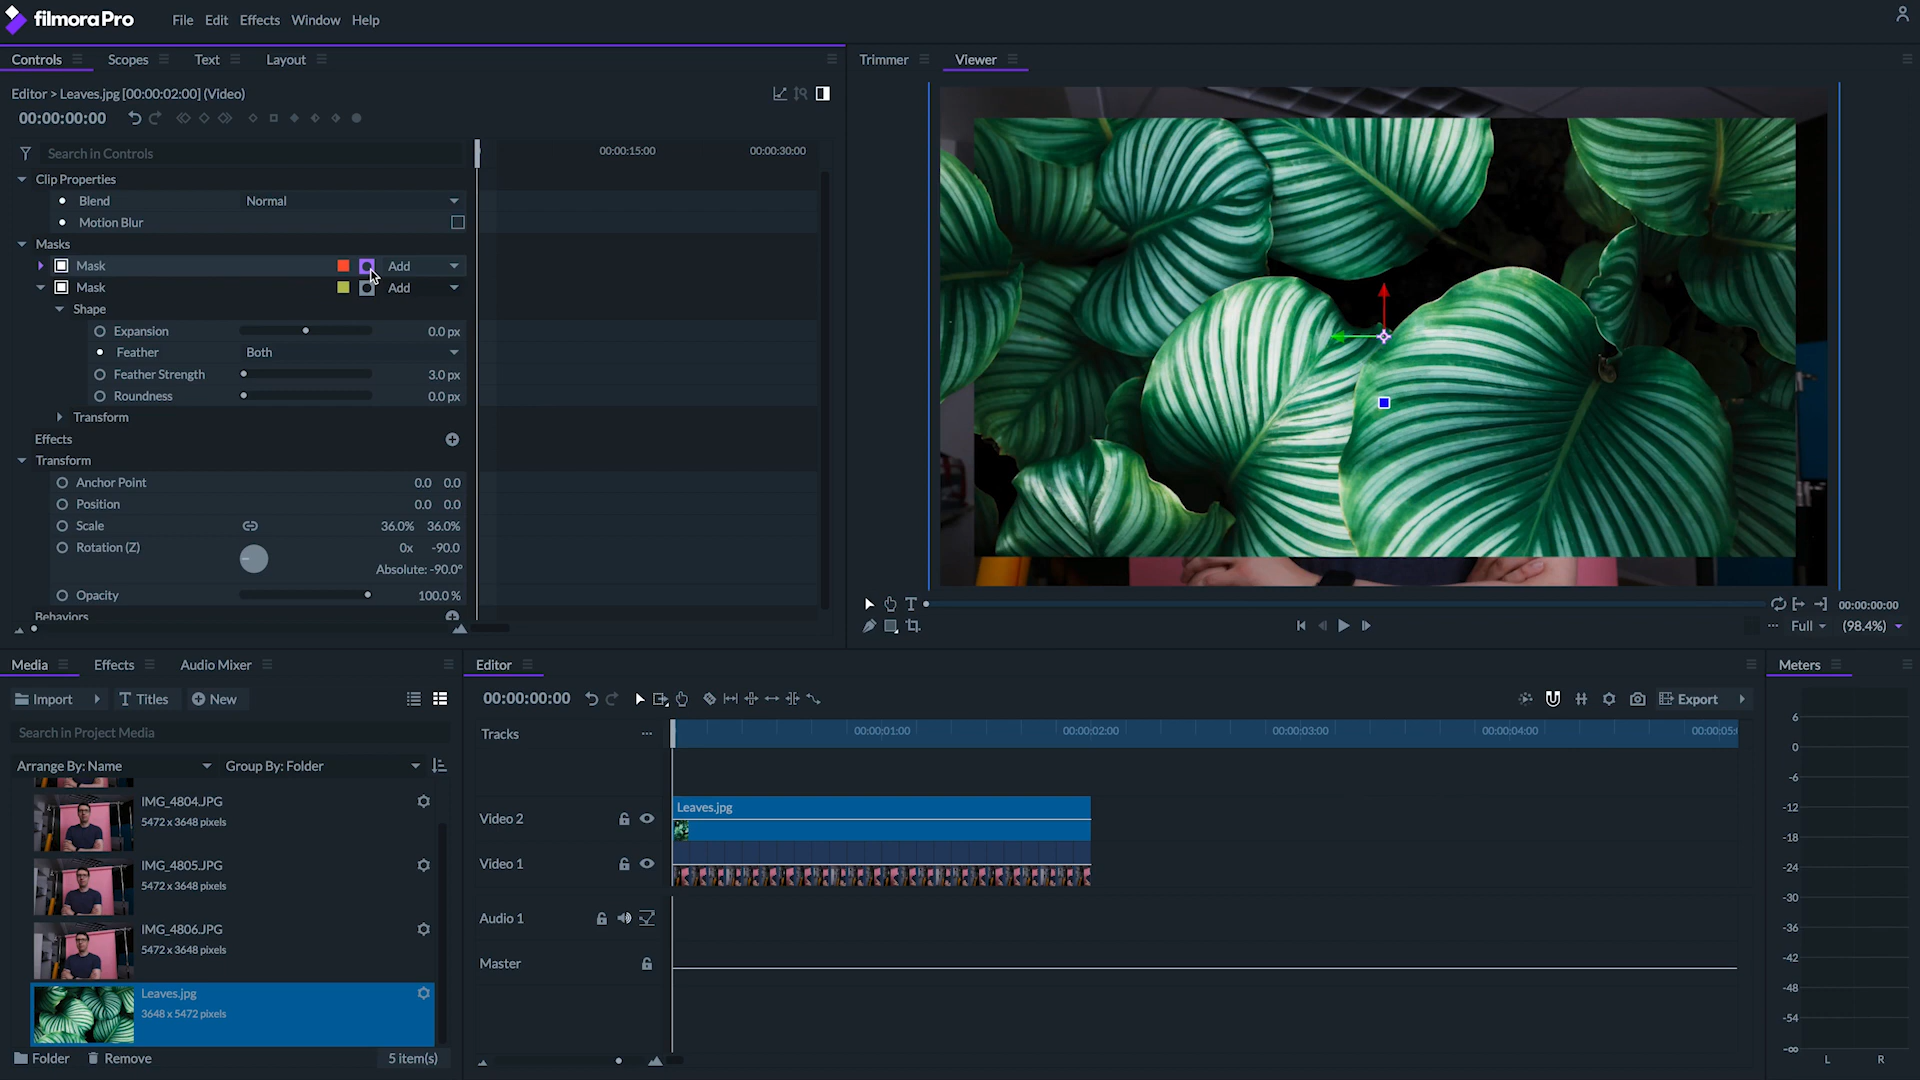 filmoraPro File Edit Effects Window Help
Controls Scopes Text Layout
Trimmer Viewer
Editor > Leaves.jpg [00:00:02:00] (Video)
00:00:00:00
Search in Controls 00:00:15:00 00:00:30:00
Clip Properties
Blend Normal
Motion Blur
Masks
Mask Add
Mask Add
Shape
Expansion 0.0 px
Feather Both
Feather Strength 3.0 px
Roundness 0.0 px
Transform
Effects
Transform
Anchor Point 0.0 0.0
Position 0.0 0.0
Scale 36.0% 36.0%
Rotation (Z) 0x -90.0
Absolute: -90.0°
Opacity 100.0 %
Behaviors
00:00:00:00
Full (98.4%)
Media Effects Audio Mixer
Import Titles New
Search in Project Media
Arrange By: Name Group By: Folder
IMG_4804.JPG
5472 x 3648 pixels
IMG_4805.JPG
5472 x 3648 pixels
IMG_4806.JPG
5472 x 3648 pixels
Leaves.jpg
3648 x 5472 pixels
Folder Remove 5 item(s)
Editor
00:00:00:00 Export
Tracks 00:00;01:00 00:00;02:00 00:00;03:00 00:00;04:00 00:00;05:
Leaves.jpg
Video 2
Video 1
Audio 1
Master
Meters
6
0
-6
-12
-18
-24
-30
-36
-42
-48
-54
-∞
L R